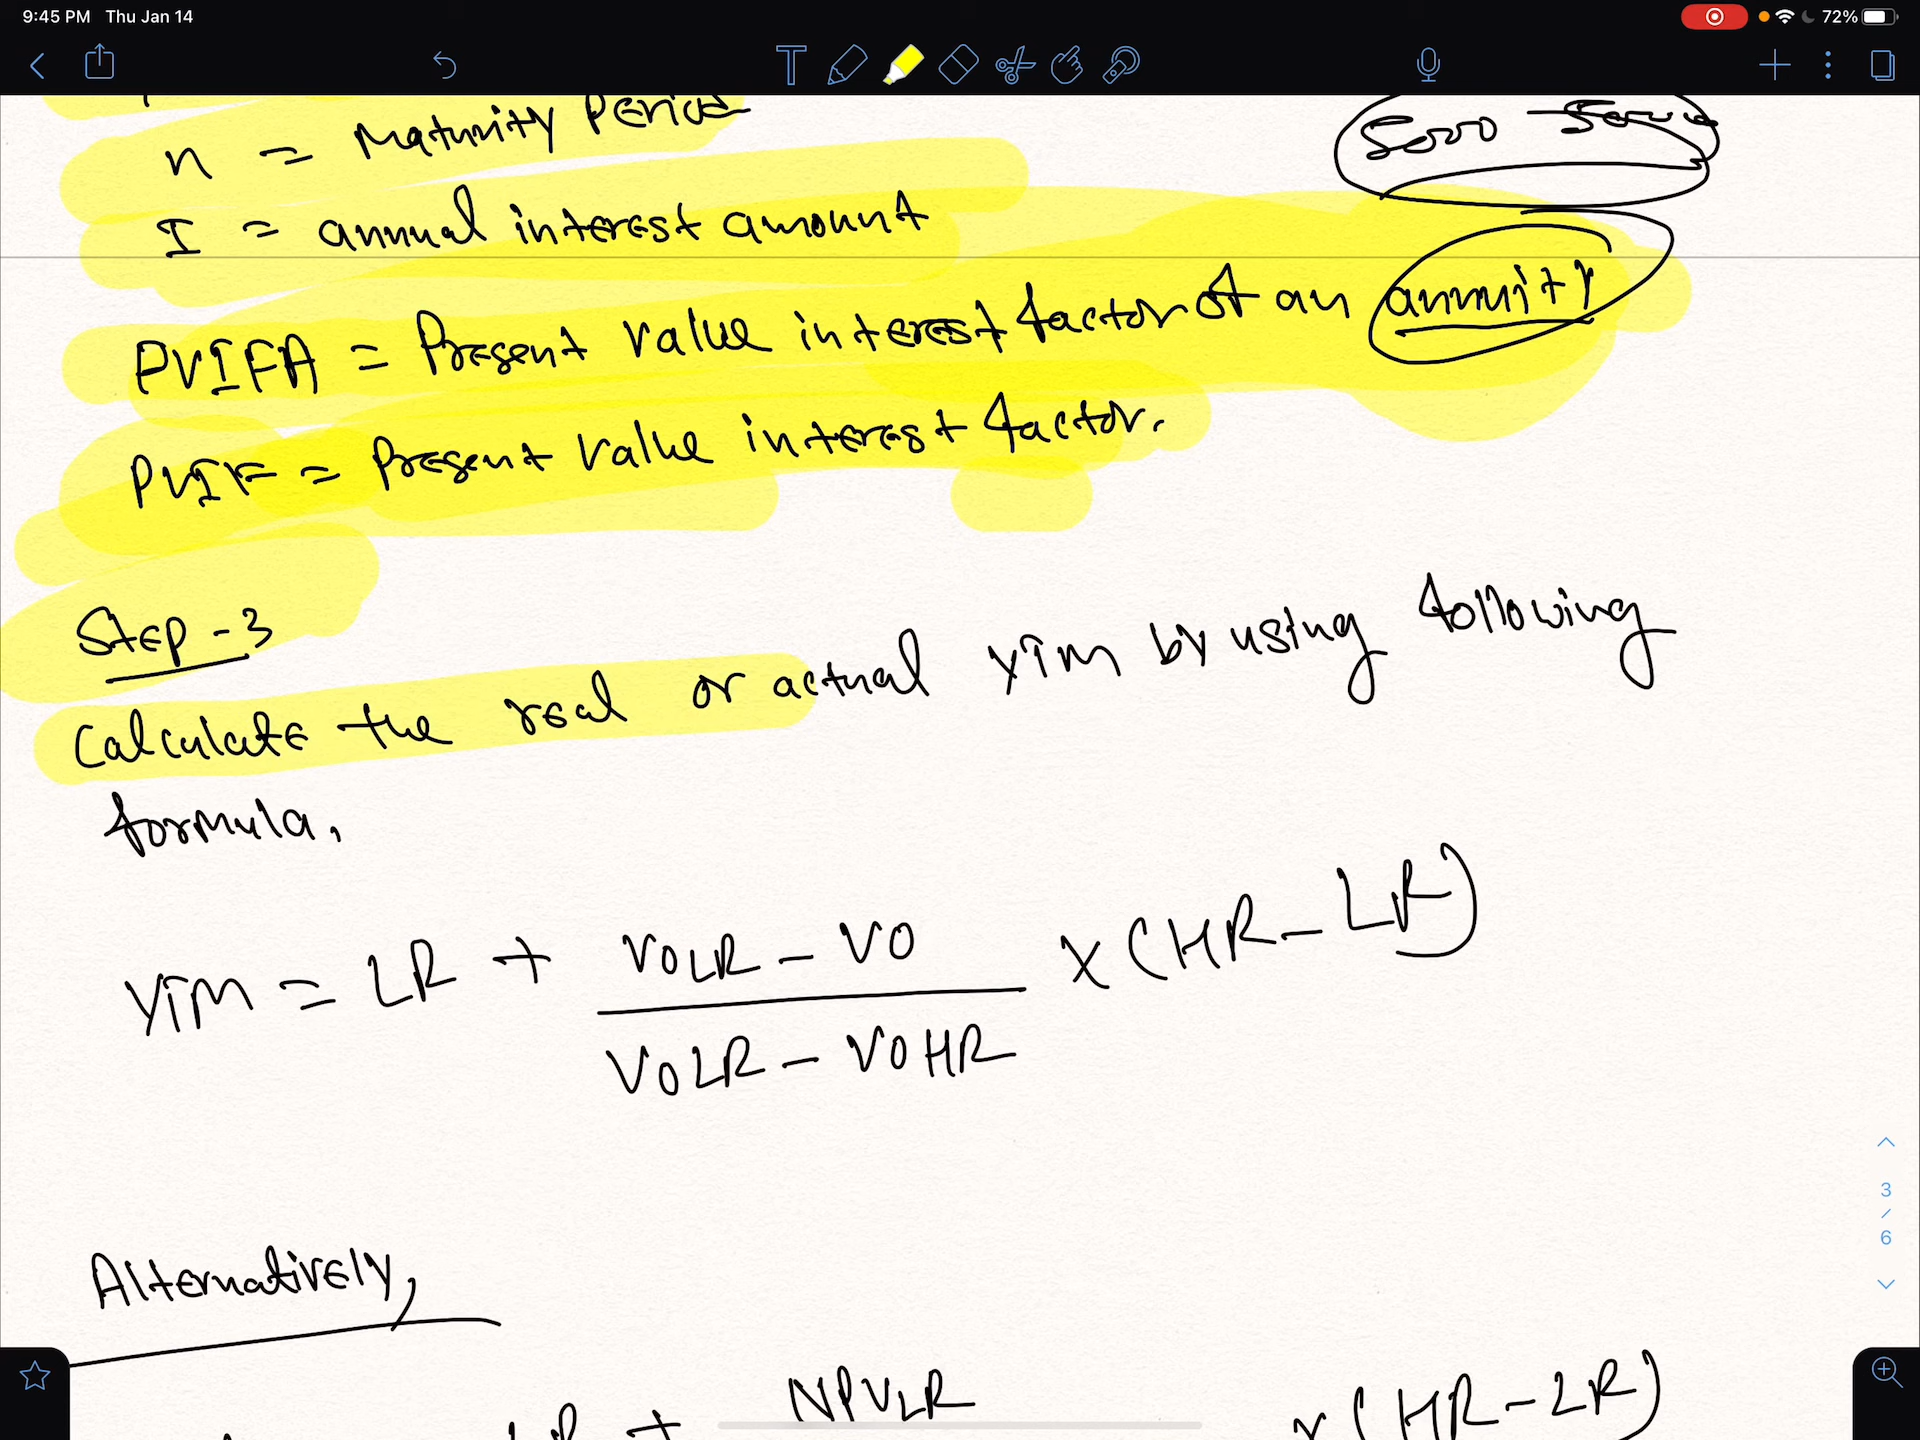 9:45 PM Thu Jan 14
72%
n = Maturity Period
I = annual interest amount
PVIFA = Present value interest factor of an annuity
PVIF = Present value interest factor.
Step-3
Calculate the real or actual YTM by using following
formula,
YTM = LR + VOLR - VO × (HR - LR)
VOLR - VOHR
3
/
6
Alternatively,
LR + NPVLR × (HR - LR)